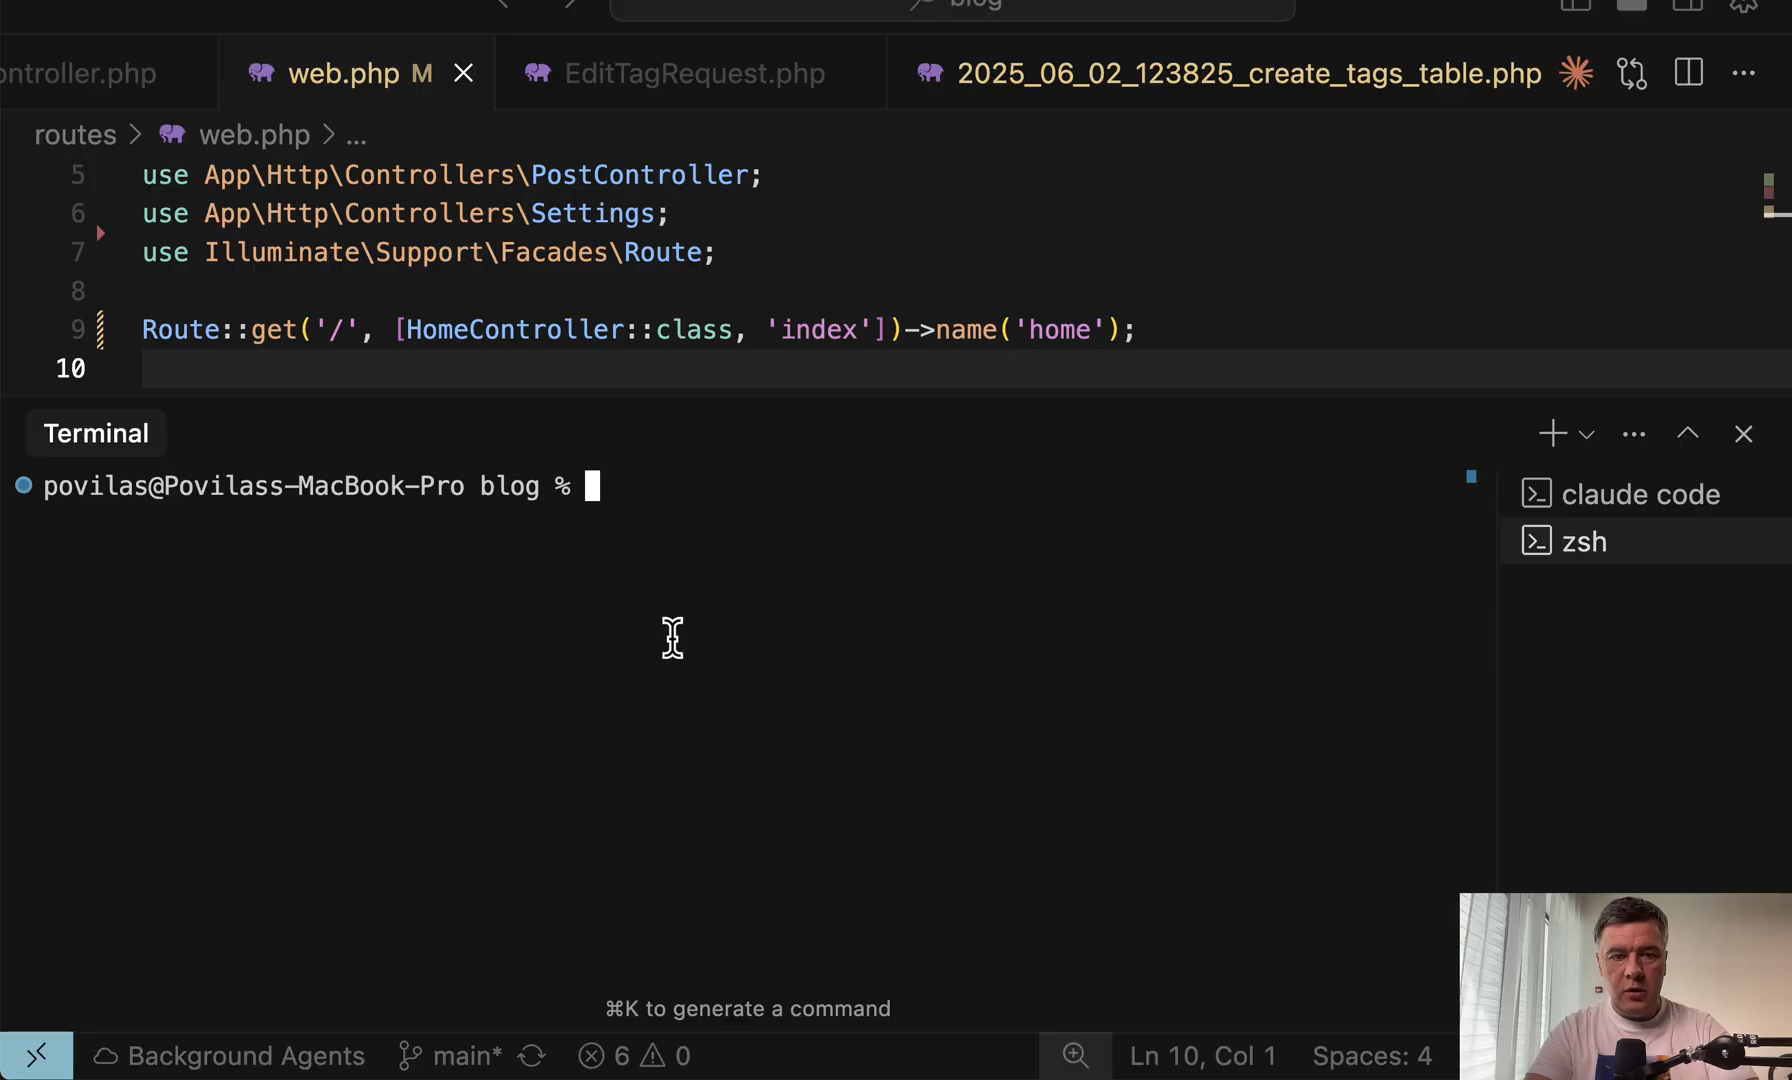 blog
ontroller.php
web.php M
EditTagRequest.php
2025_06_02_123825_create_tags_table.php
routes > web.php > ...
5 use App\Http\Controllers\PostController;
6 use App\Http\Controllers\Settings;
7 use Illuminate\Support\Facades\Route;
8
9 Route::get('/', [HomeController::class, 'index'])->name('home');
10
Terminal
povilas@Povilass-MacBook-Pro blog %
claude code
zsh
⌘K to generate a command
Background Agents
main*
6
0
Ln 10, Col 1
Spaces: 4